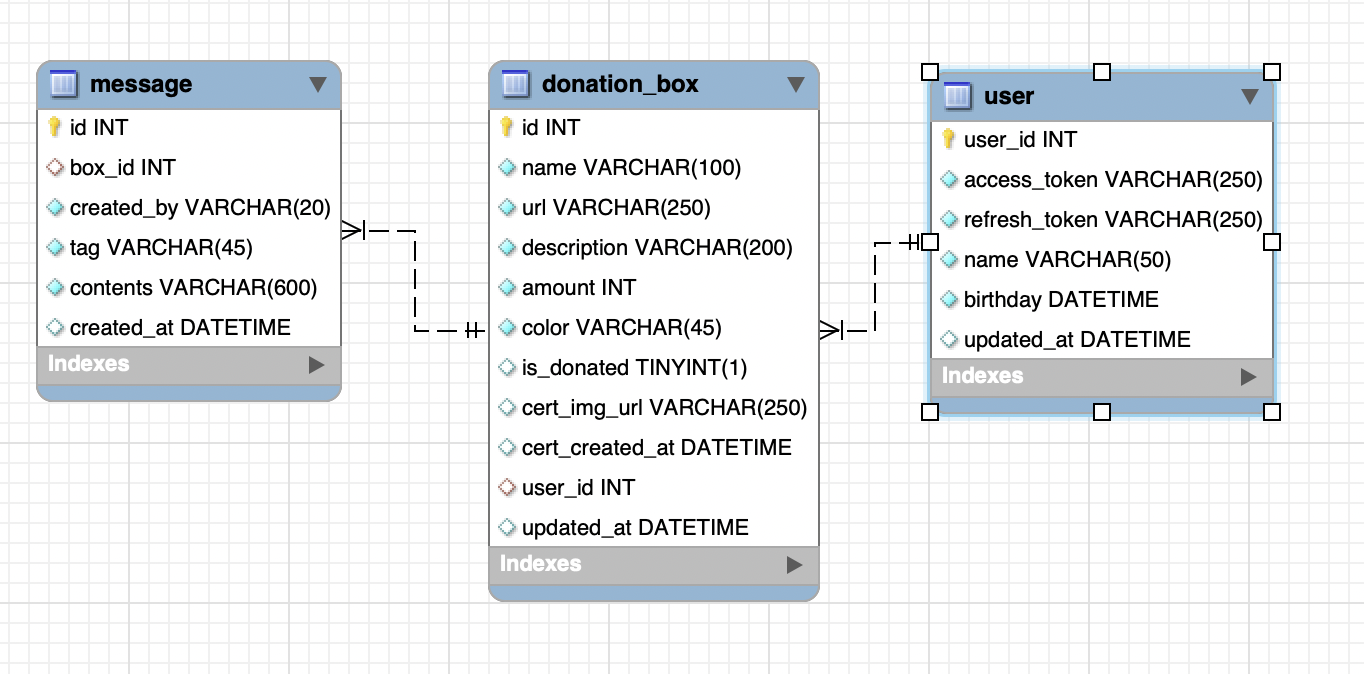 message
id INT
box_id INT
created_by VARCHAR(20)
tag VARCHAR(45)
contents VARCHAR(600)
created_at DATETIME
Indexes
donation_box
id INT
name VARCHAR(100)
url VARCHAR(250)
description VARCHAR(200)
amount INT
color VARCHAR(45)
is_donated TINYINT(1)
cert_img_url VARCHAR(250)
cert_created_at DATETIME
user_id INT
updated_at DATETIME
Indexes
user
user_id INT
access_token VARCHAR(250)
refresh_token VARCHAR(250)
name VARCHAR(50)
birthday DATETIME
updated_at DATETIME
Indexes